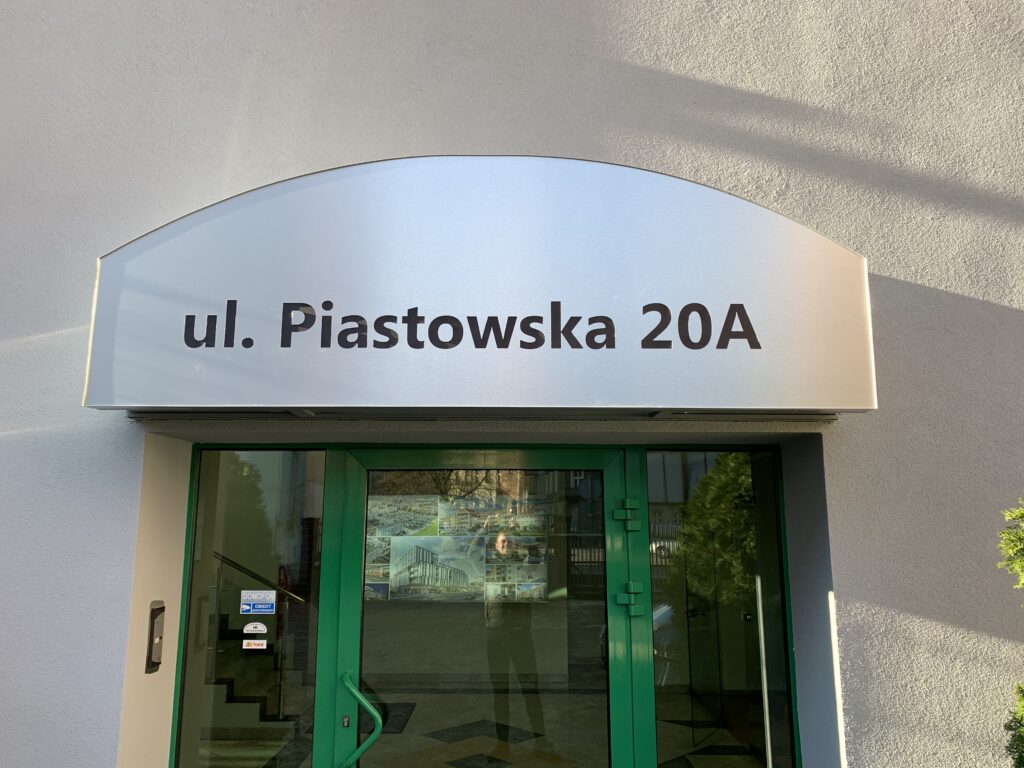 ul. Piastowska 20A
DOMOFON
OBIEKT